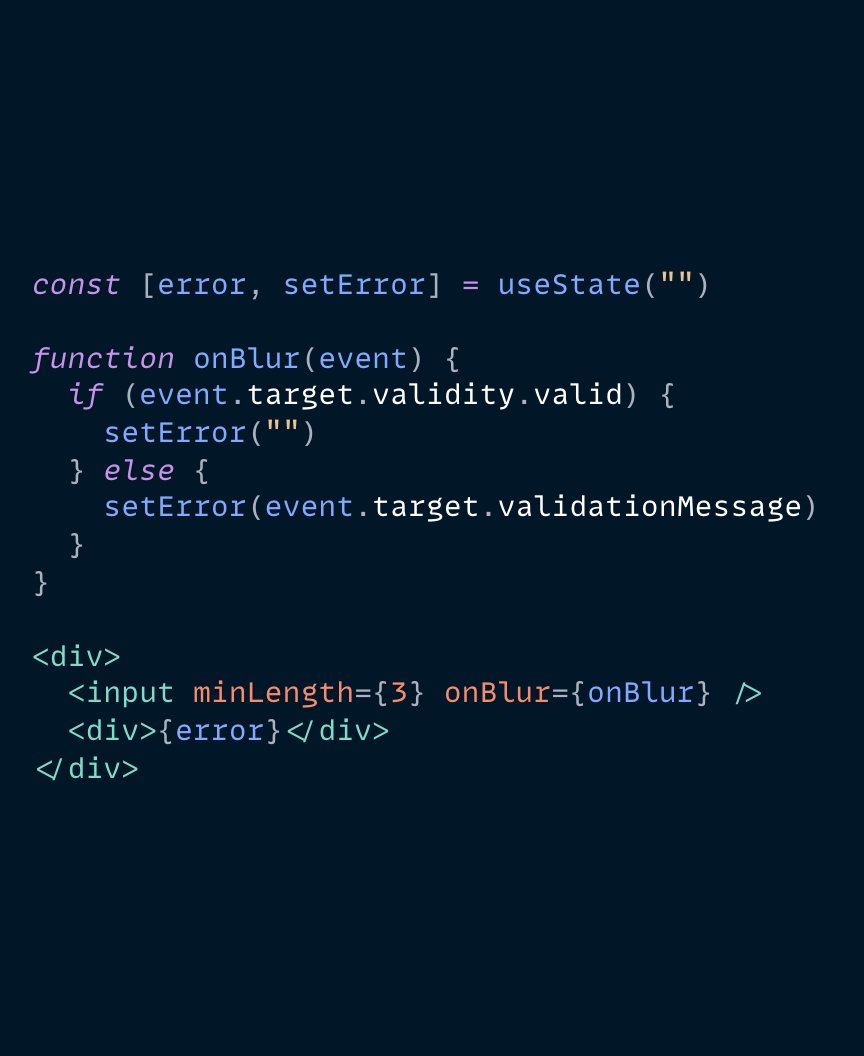 const [error, setError] = useState("")

function onBlur(event) {
  if (event.target.validity.valid) {
    setError("")
  } else {
    setError(event.target.validationMessage)
  }
}

<div>
  <input minLength={3} onBlur={onBlur} />
  <div>{error}</div>
</div>